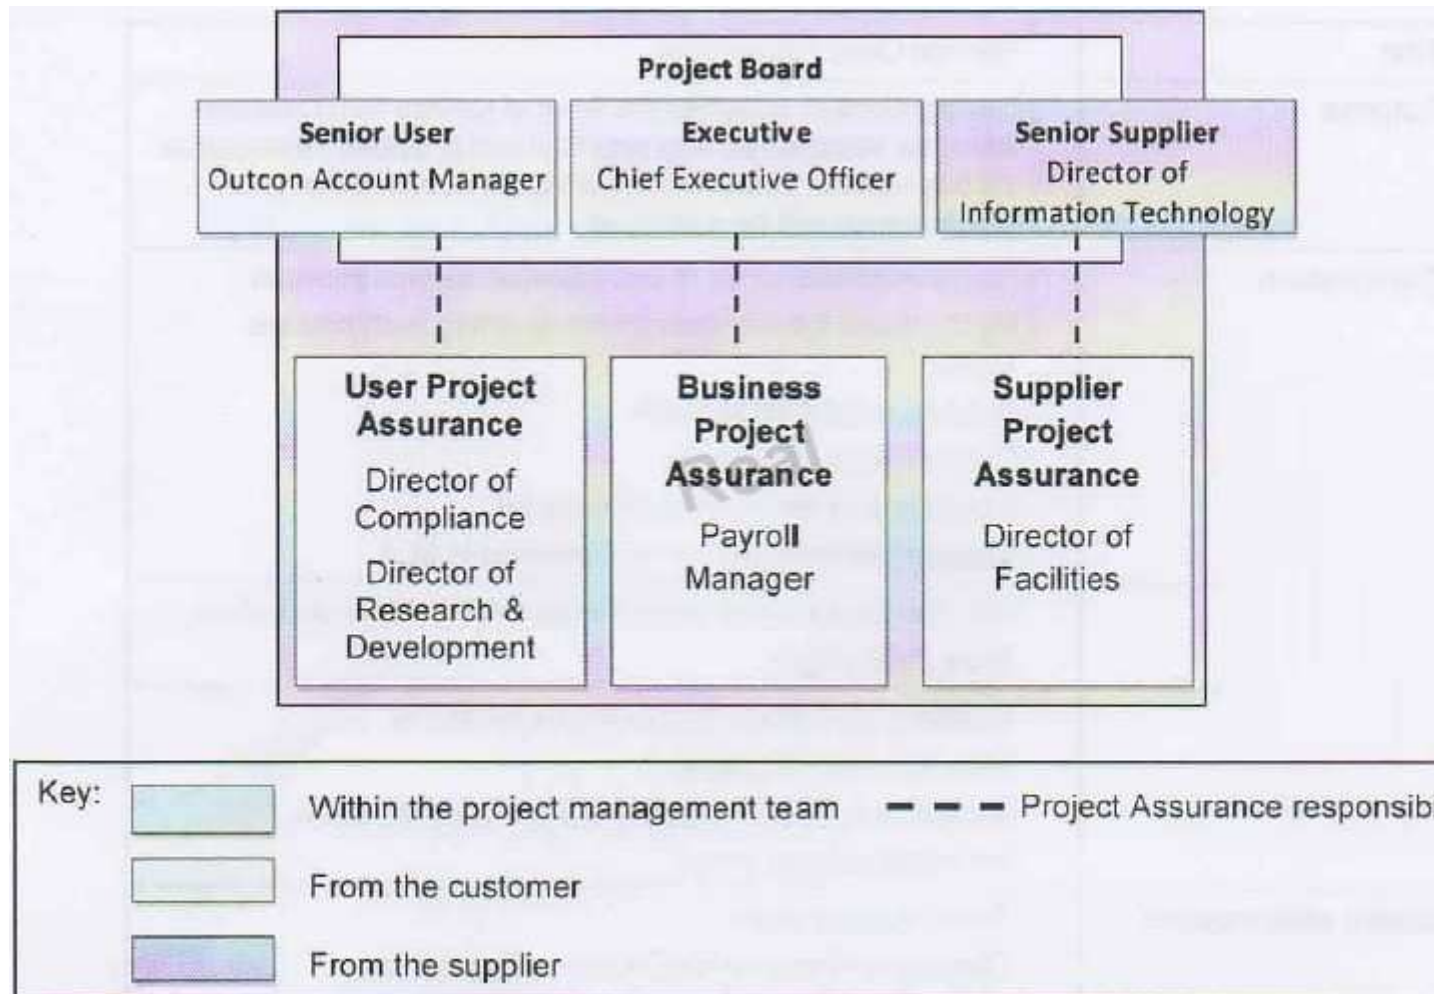 Project Board
Senior User
Outcon Account Manager
Executive
Chief Executive Officer
Senior Supplier
Director of
Information Technology
User Project
Assurance
Director of
Compliance
Director of
Research &
Development
Business
Project
Assurance
Payroll
Manager
Supplier
Project
Assurance
Director of
Facilities
Real
Key:
Within the project management team
Project Assurance responsibl
From the customer
From the supplier